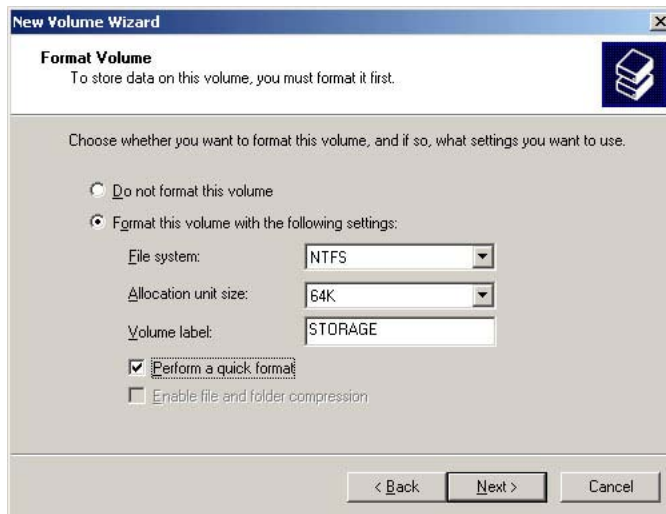 New Volume Wizard
Format Volume
To store data on this volume, you must format it first.
Choose whether you want to format this volume, and if so, what settings you want to use.
Do not format this volume
Format this volume with the following settings:
File system: NTFS
Allocation unit size: 64K
Volume label: STORAGE
Perform a quick format
Enable file and folder compression
< Back Next > Cancel